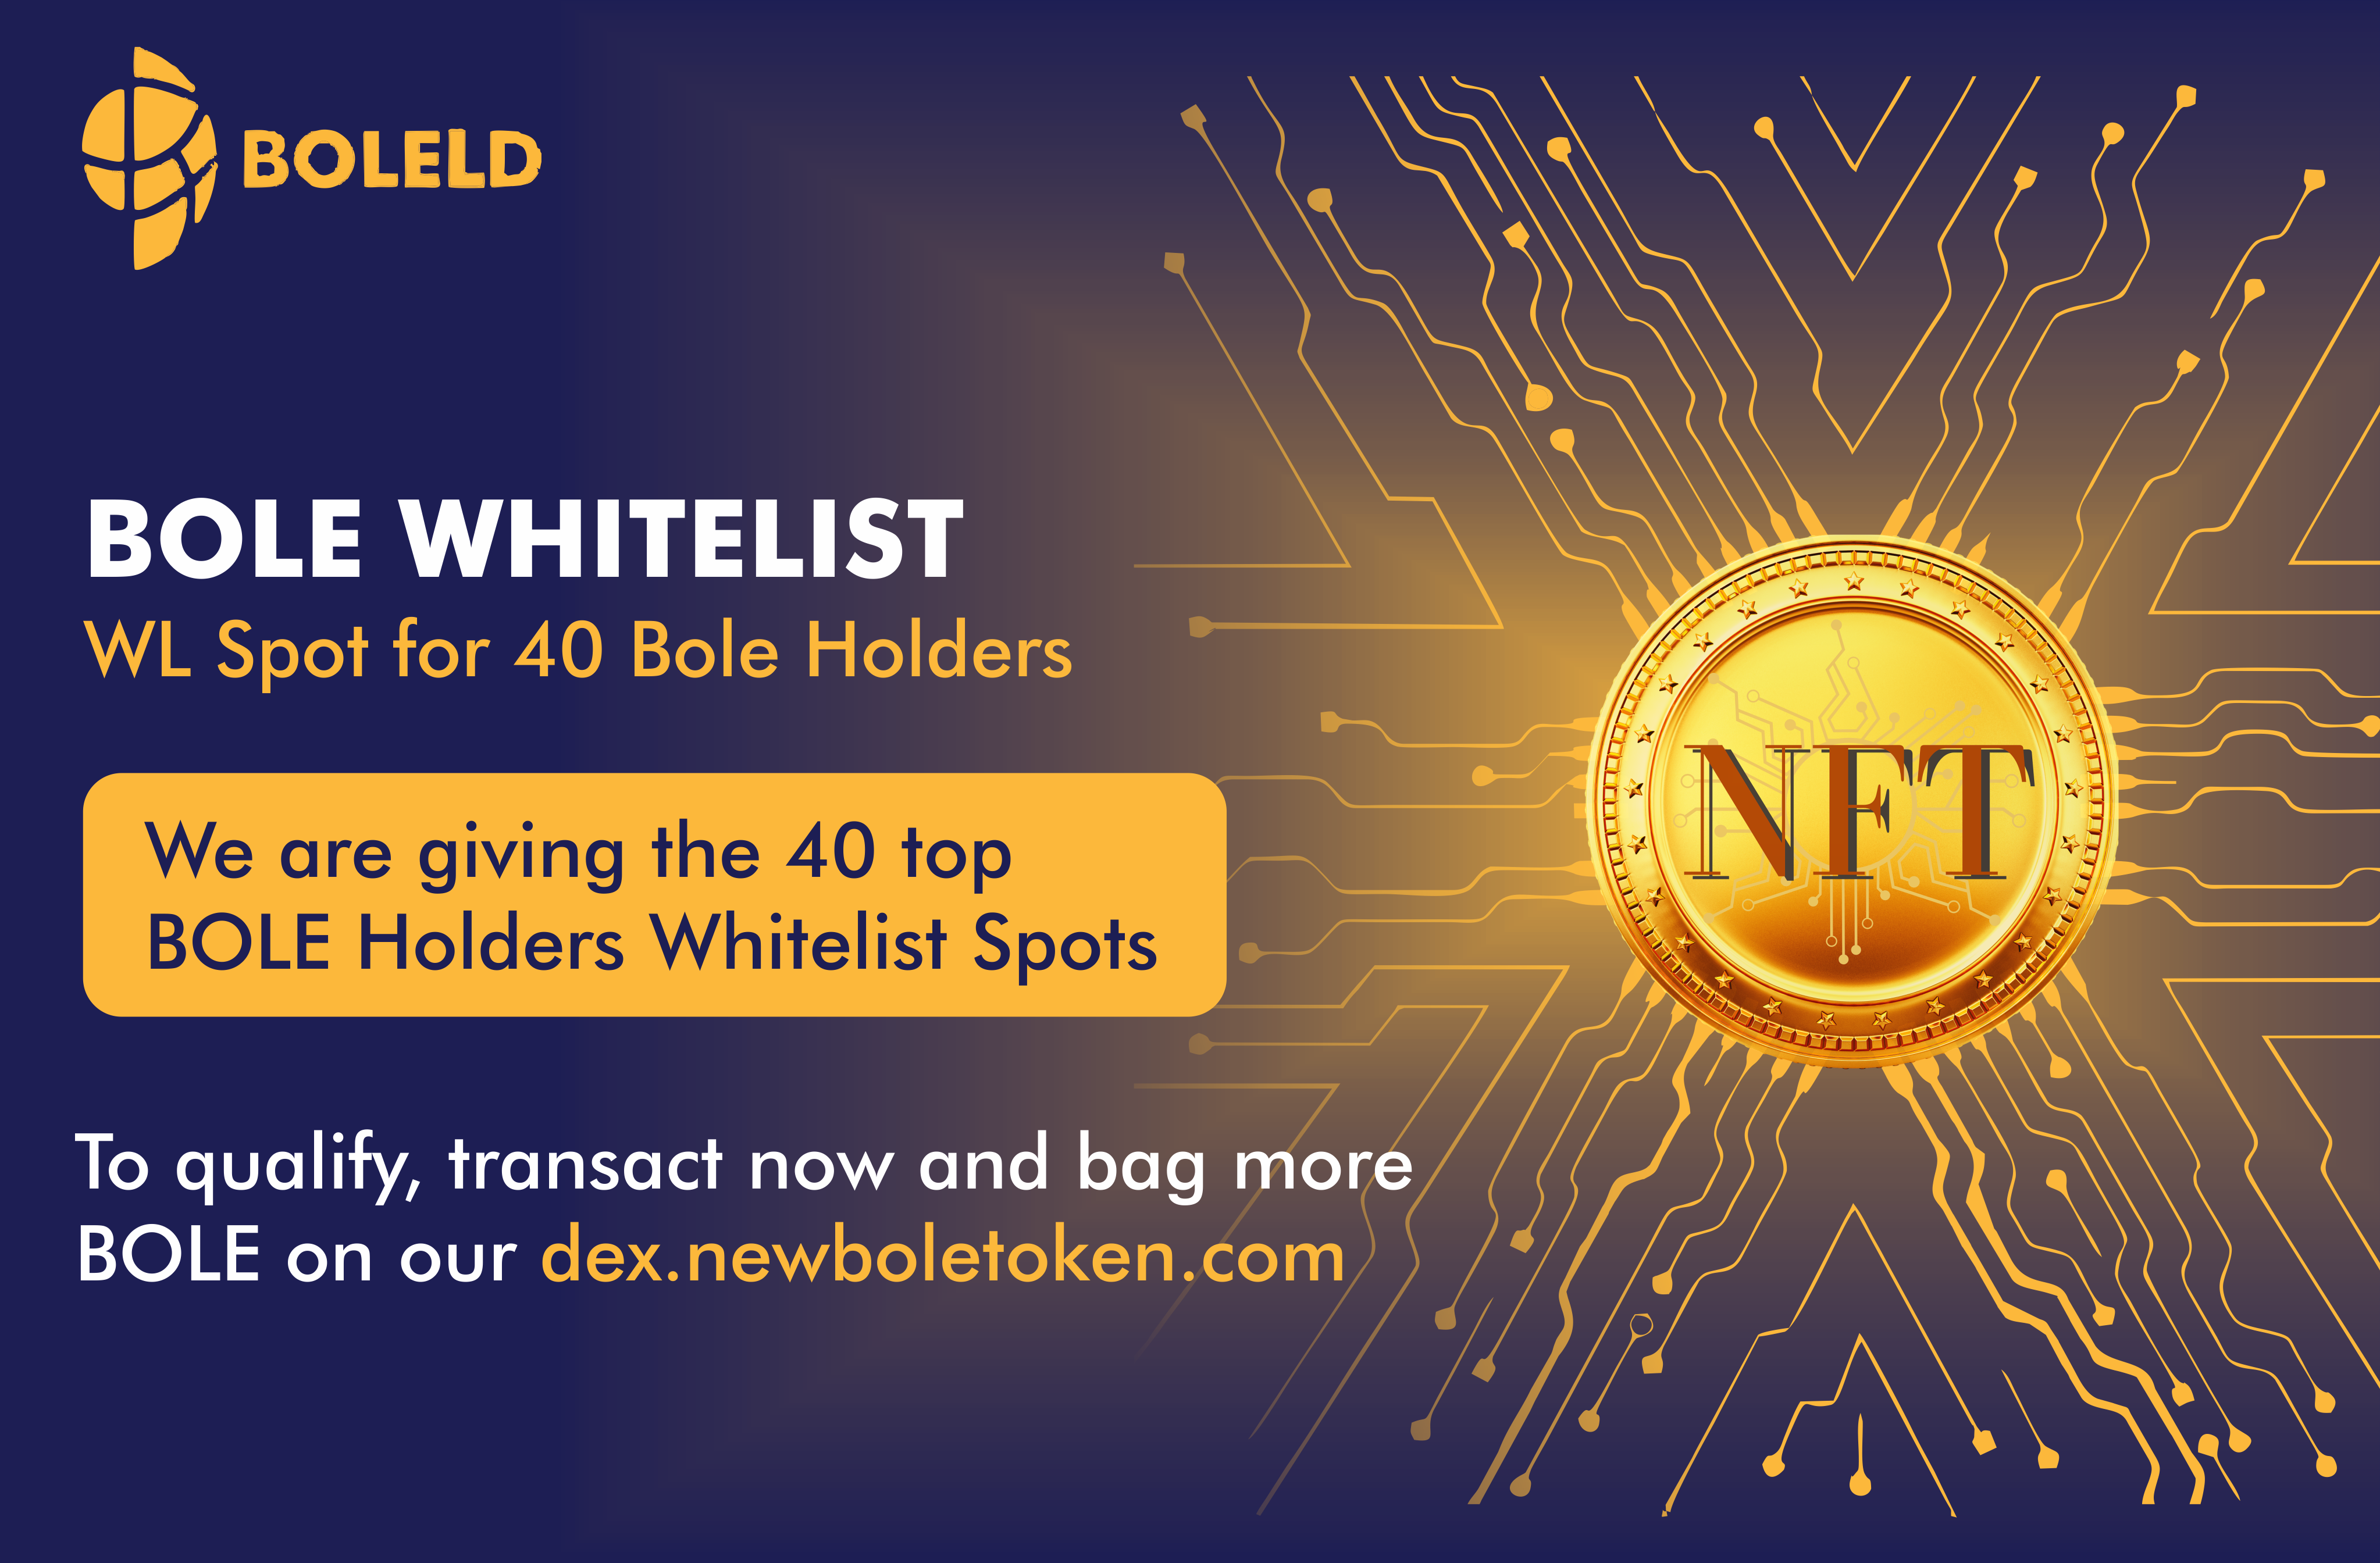 BOLELD
BOLE WHITELIST
WL Spot for 40 Bole Holders
We are giving the 40 top
BOLE Holders Whitelist Spots
NFT
To qualify, transact now and bag more
BOLE on our dex.newboletoken.com